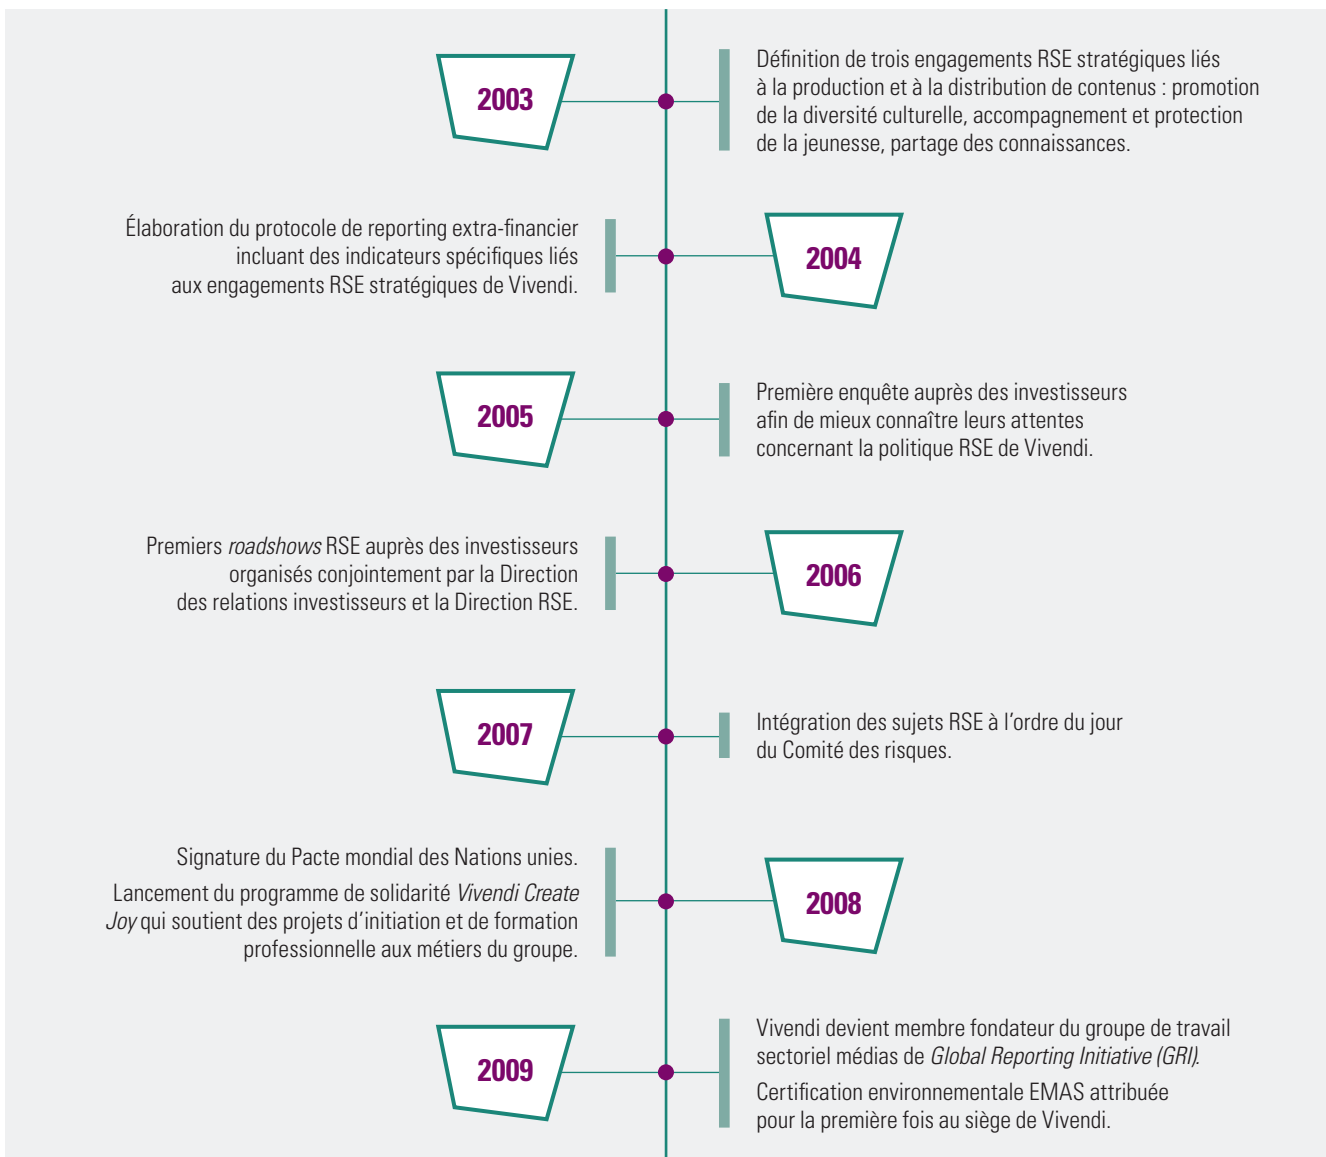 2003
Définition de trois engagements RSE stratégiques liés
à la production et à la distribution de contenus : promotion
de la diversité culturelle, accompagnement et protection
de la jeunesse, partage des connaissances.
Élaboration du protocole de reporting extra-financier
incluant des indicateurs spécifiques liés
aux engagements RSE stratégiques de Vivendi.
2004
2005
Première enquête auprès des investisseurs
afin de mieux connaître leurs attentes
concernant la politique RSE de Vivendi.
Premiers roadshows RSE auprès des investisseurs
organisés conjointement par la Direction
des relations investisseurs et la Direction RSE.
2006
2007
Intégration des sujets RSE à l’ordre du jour
du Comité des risques.
Signature du Pacte mondial des Nations unies.
Lancement du programme de solidarité Vivendi Create
Joy qui soutient des projets d’initiation et de formation
professionnelle aux métiers du groupe.
2008
2009
Vivendi devient membre fondateur du groupe de travail
sectoriel médias de Global Reporting Initiative (GRI).
Certification environnementale EMAS attribuée
pour la première fois au siège de Vivendi.